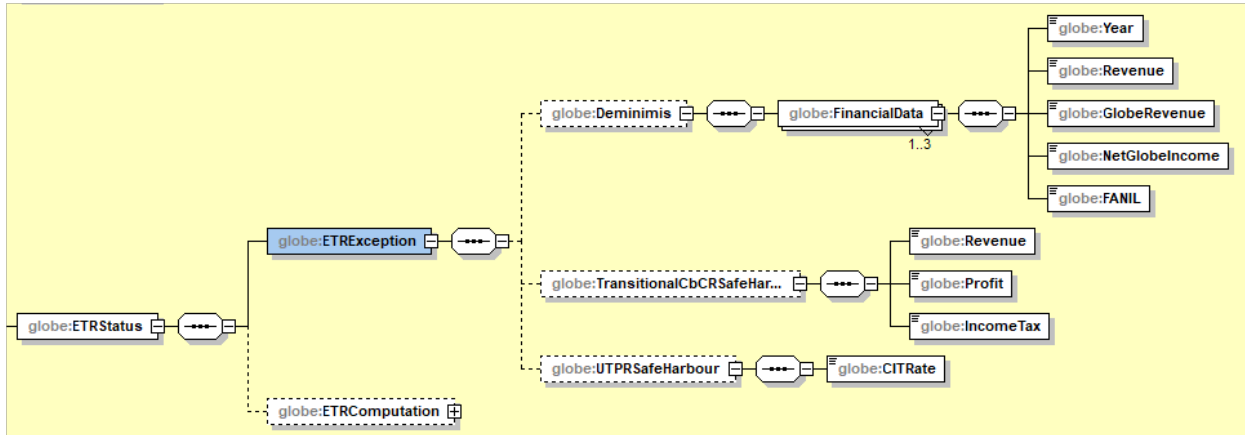 globe:Year
globe:Revenue
globe:Deminimis
globe:FinancialData
globe:GlobeRevenue
1..3
globe:NetGlobeIncome
globe:FANIL
globe:ETRException
globe:Revenue
globe:TransitionalCbCRSafeHar...
globe:Profit
globe:ETRStatus
globe:IncomeTax
globe:UTPRSafeHarbour
globe:CITRate
globe:ETRComputation